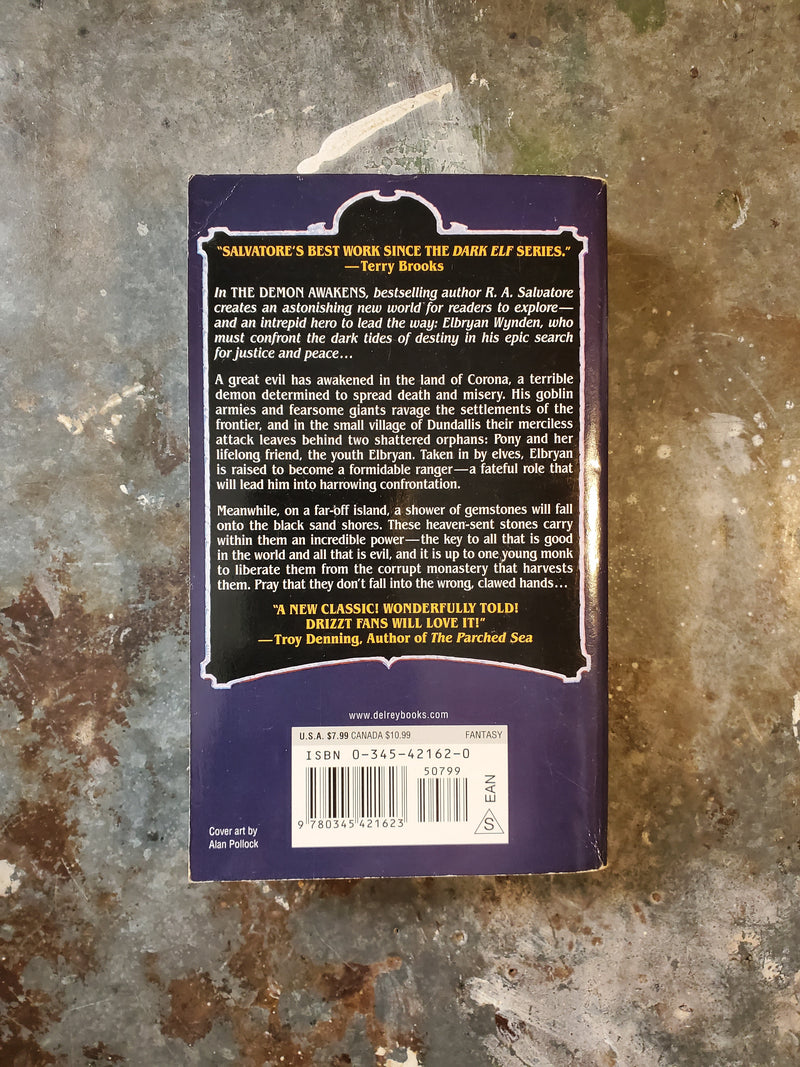 “SALVATORE’S BEST WORK SINCE THE DARK ELF SERIES.”
—Terry Brooks
In THE DEMON AWAKENS, bestselling author R. A. Salvatore
creates an astonishing new world for readers to explore—
and an intrepid hero to lead the way: Elbryan Wynden, who
must confront the dark tides of destiny in his epic search
for justice and peace…
A great evil has awakened in the land of Corona, a terrible
demon determined to spread death and misery. His goblin
armies and fearsome giants ravage the settlements of the
frontier, and in the small village of Dundallis their merciless
attack leaves behind two shattered orphans: Pony and her
lifelong friend, the youth Elbryan. Taken in by elves, Elbryan
is raised to become a formidable ranger—a fateful role that
will lead him into harrowing confrontation.
Meanwhile, on a far-off island, a shower of gemstones will fall
onto the black sand shores. These heaven-sent stones carry
within them an incredible power—the key to all that is good
in the world and all that is evil, and it is up to one young monk
to liberate them from the corrupt monastery that harvests
them. Pray that they don’t fall into the wrong, clawed hands…
“A NEW CLASSIC! WONDERFULLY TOLD!
DRIZZT FANS WILL LOVE IT!”
—Troy Denning, Author of The Parched Sea
www.delreybooks.com
U.S.A. $7.99 CANADA $10.99 FANTASY
ISBN 0-345-42162-0
50799
9 780345 421623
S EAN
Cover art by
Alan Pollock